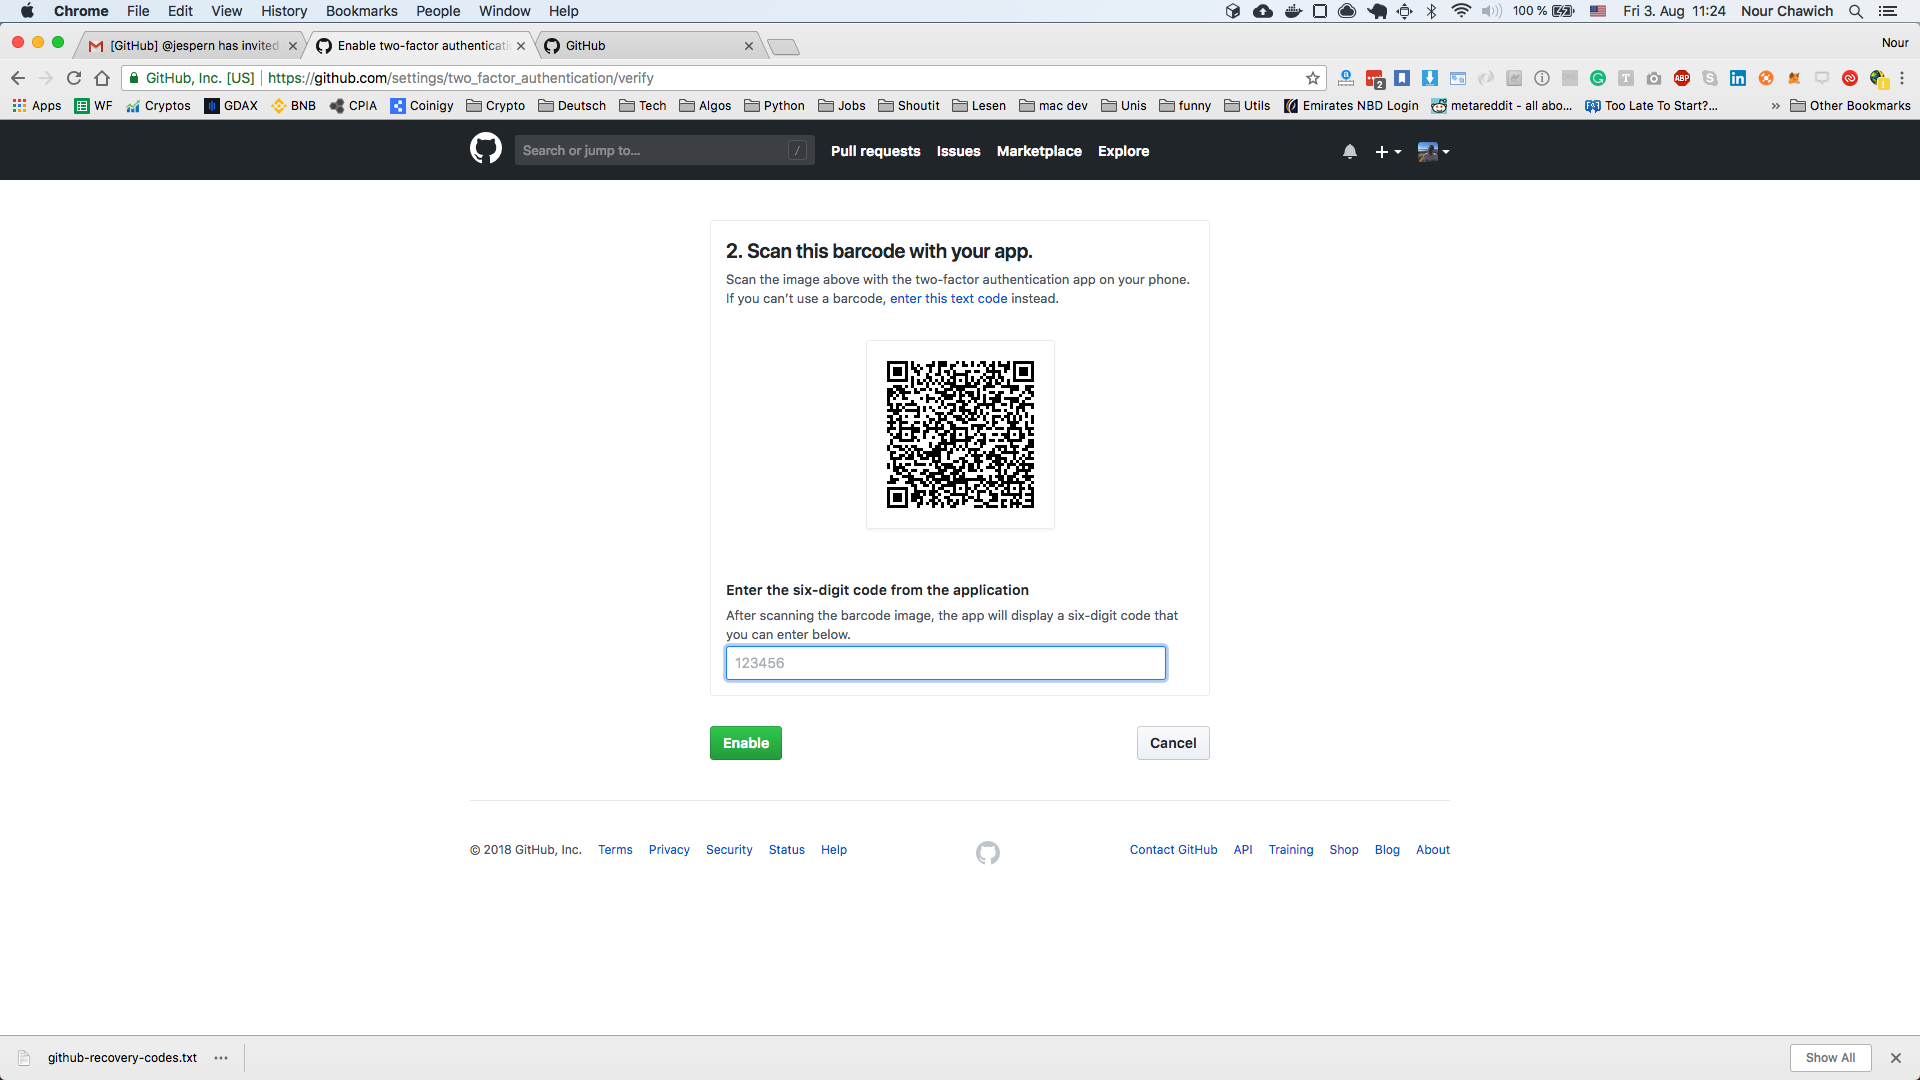 Chrome File Edit View History Bookmarks People Window Help 100 % Fri 3. Aug 11:24 Nour Chawich
[GitHub] @jespern has invited Enable two-factor authenticati GitHub Nour
GitHub, Inc. [US] https://github.com/settings/two_factor_authentication/verify
Apps WF Cryptos GDAX BNB CPIA Coinigy Crypto Deutsch Tech Algos Python Jobs Shoutit Lesen mac dev Unis funny Utils Emirates NBD Login metareddit - all abo... Too Late To Start?... » Other Bookmarks
Search or jump to... / Pull requests Issues Marketplace Explore
2. Scan this barcode with your app.
Scan the image above with the two-factor authentication app on your phone.
If you can’t use a barcode, enter this text code instead.
Enter the six-digit code from the application
After scanning the barcode image, the app will display a six-digit code that
you can enter below.
123456
Enable Cancel
© 2018 GitHub, Inc. Terms Privacy Security Status Help Contact GitHub API Training Shop Blog About
github-recovery-codes.txt Show All